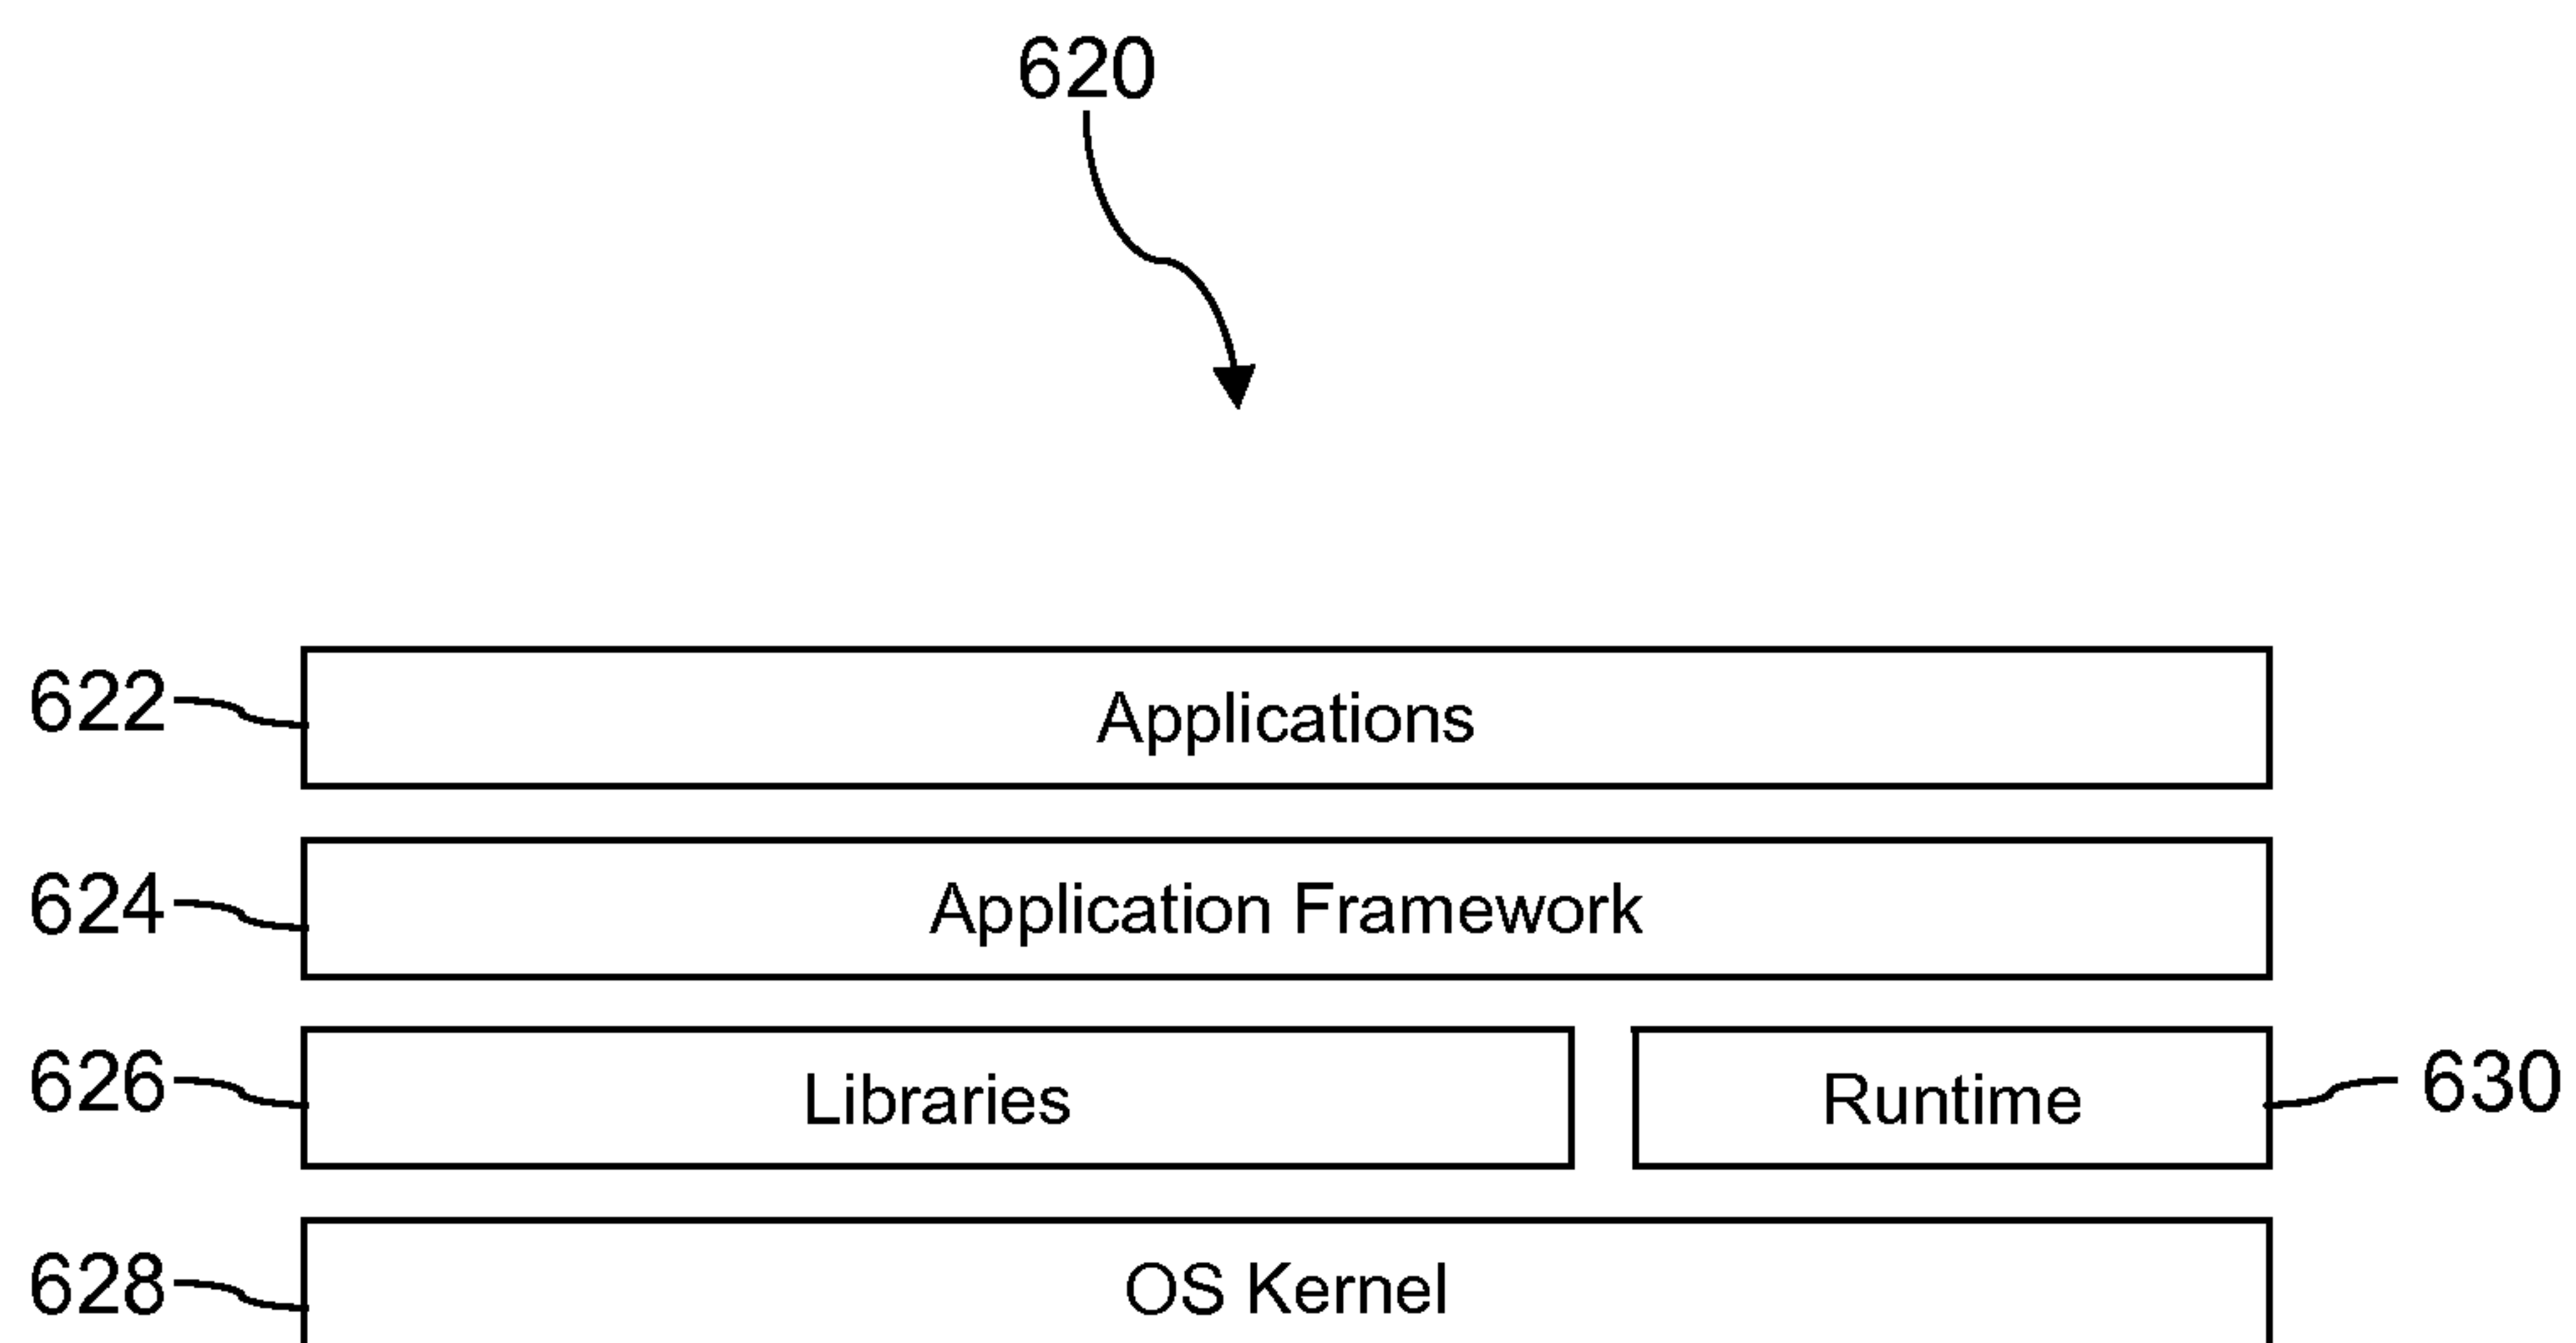 620
622 Applications
624 Application Framework
626 Libraries Runtime 630
628 OS Kernel